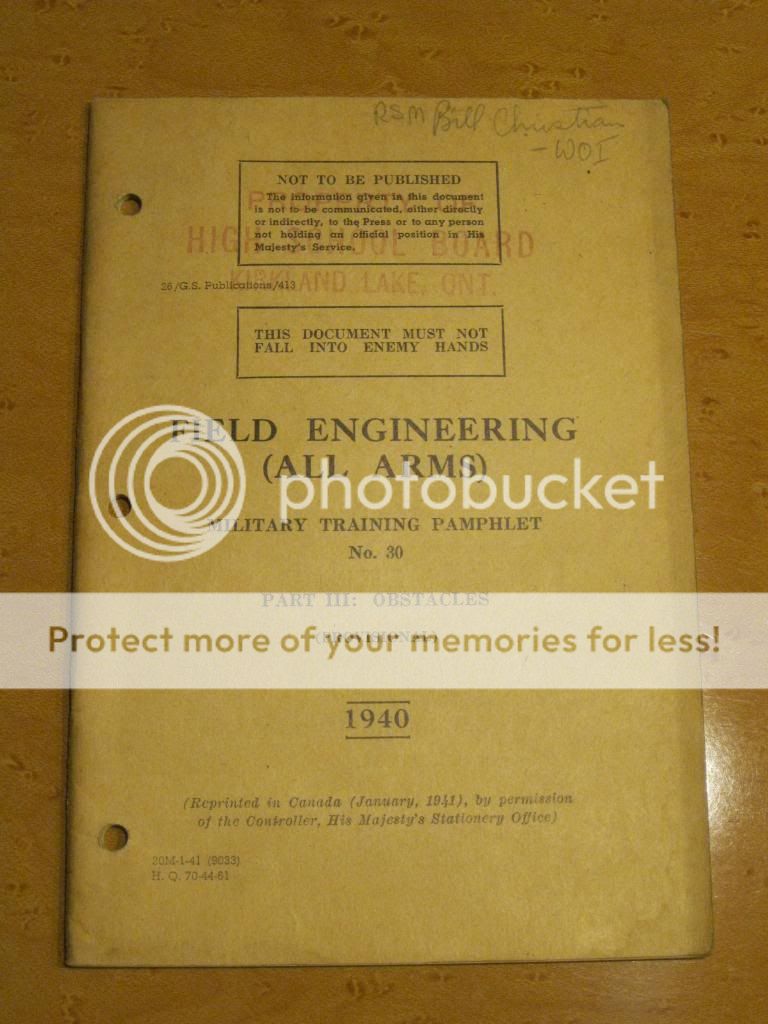 RSM Bill Christian
- WOI
NOT TO BE PUBLISHED
The information given in this document
is not to be communicated, either directly
or indirectly, to the Press or to any person
not holding an official position in His
Majesty's Service.
HIGH SCHOOL BOARD
KIRKLAND LAKE, ONT.
26/G.S. Publications/413
THIS DOCUMENT MUST NOT
FALL INTO ENEMY HANDS
FIELD ENGINEERING
(ALL ARMS)
photobucket
MILITARY TRAINING PAMPHLET
No. 30
PART III: OBSTACLES
(PROVISIONAL)
Protect more of your memories for less!
1940
(Reprinted in Canada (January, 1941), by permission
of the Controller, His Majesty's Stationery Office)
20M-1-41 (9033)
H. Q. 70-44-61